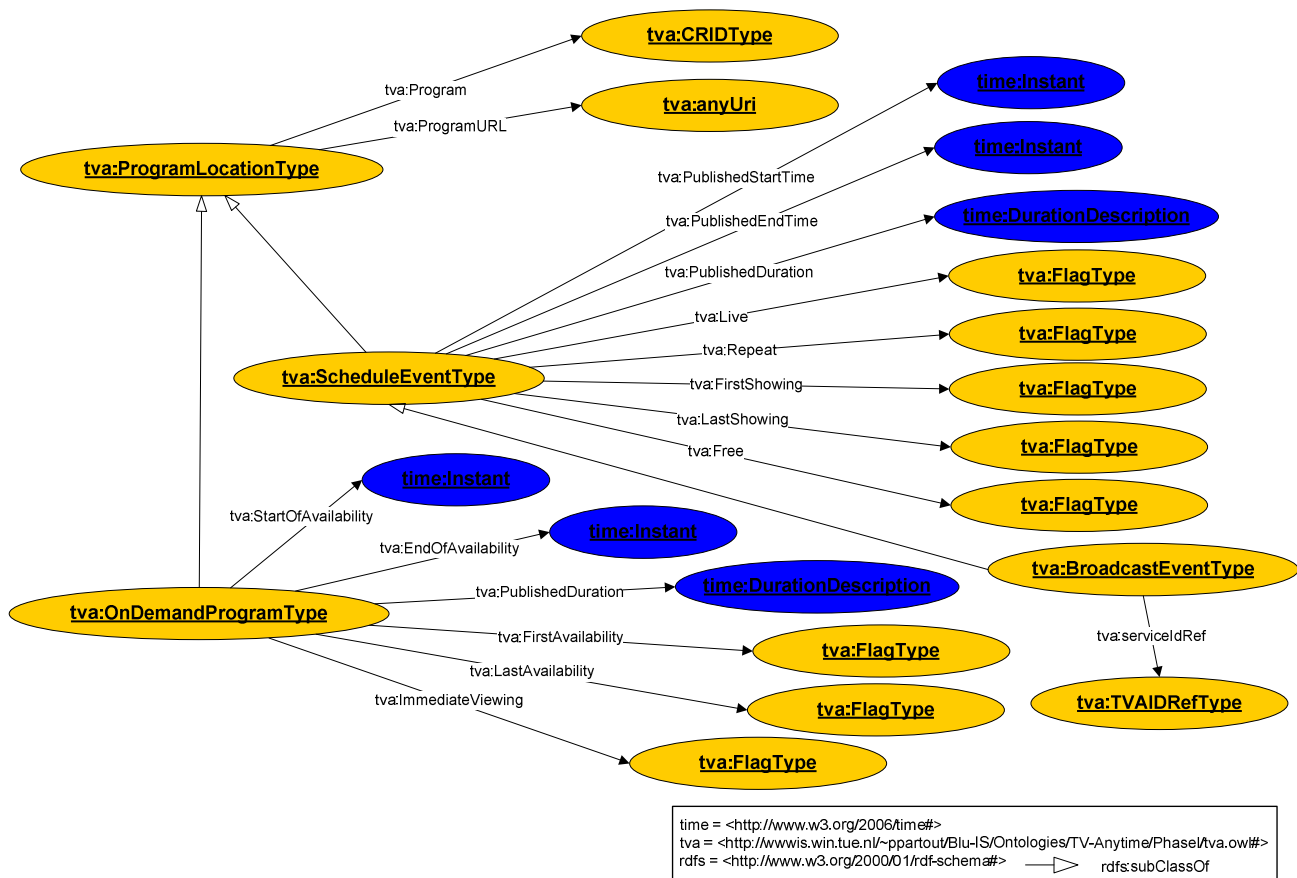 tva:CRIDType
tva:Program
tva:anyUri
tva:ProgramURL
tva:ProgramLocationType
time:Instant
time:Instant
tva:PublishedStartTime
time:DurationDescription
tva:PublishedEndTime
tva:PublishedDuration
tva:FlagType
tva:Live
tva:FlagType
tva:Repeat
tva:ScheduleEventType
tva:FirstShowing
tva:FlagType
tva:LastShowing
tva:FlagType
tva:Free
tva:FlagType
time:Instant
tva:StartOfAvailability
time:Instant
tva:EndOfAvailability
tva:BroadcastEventType
time:DurationDescription
tva:PublishedDuration
tva:OnDemandProgramType
tva:FirstAvailability
tva:serviceIdRef
tva:FlagType
tva:LastAvailability
tva:ImmediateViewing
tva:TVAIDRefType
tva:FlagType
tva:FlagType
time = <http://www.w3.org/2006/time#>
tva = <http://wwwis.win.tue.nl/~ppartout/Blu-IS/Ontologies/TV-Anytime/PhaseI/tva.owl#>
rdfs = <http://www.w3.org/2000/01/rdf-schema#> rdfs:subClassOf